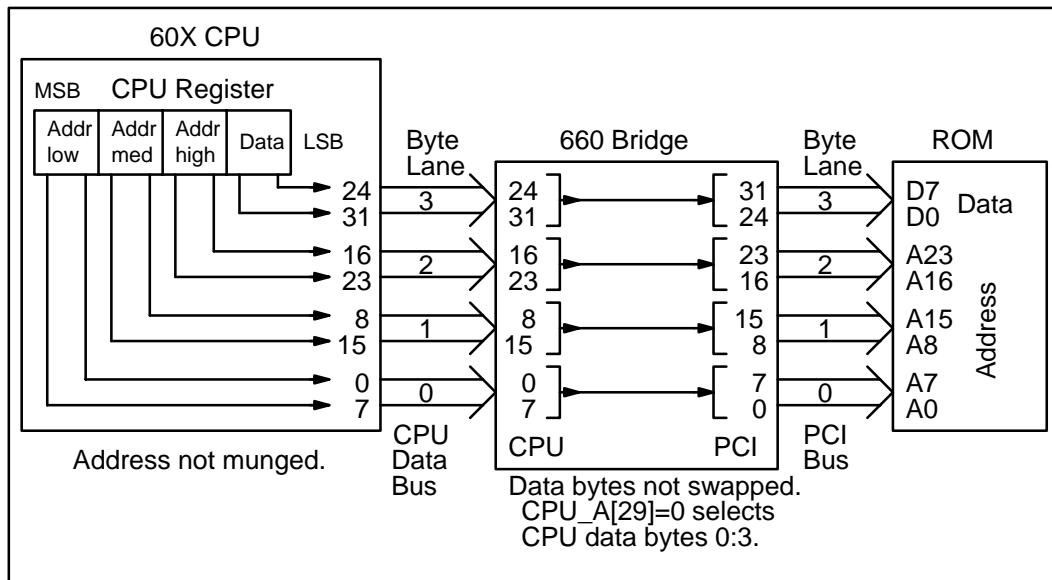 60X CPU
MSB CPU Register
Addr low
Addr med
Addr high
Data
LSB
24
31
16
23
8
15
0
7
Address not munged.
Byte
Lane
3
2
1
0
CPU
Data
Bus
660 Bridge
24
31
16
23
8
15
0
7
CPU
31
24
23
16
15
8
7
0
PCI
Data bytes not swapped.
CPU_A[29]=0 selects
CPU data bytes 0:3.
Byte
Lane
3
2
1
0
PCI
Bus
ROM
D7
D0
Data
A23
A16
A15
A8
A7
A0
Address